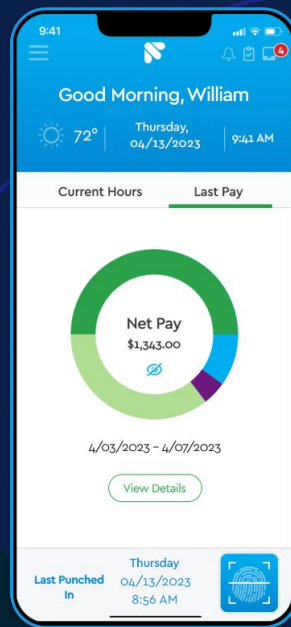 9:41
4
Good Morning, William
72°
Thursday,
04/13/2023
9:41 AM
Current Hours
Last Pay
Net Pay
$1,343.00
4/03/2023 - 4/07/2023
View Details
Last Punched
In
Thursday
04/13/2023
8:56 AM